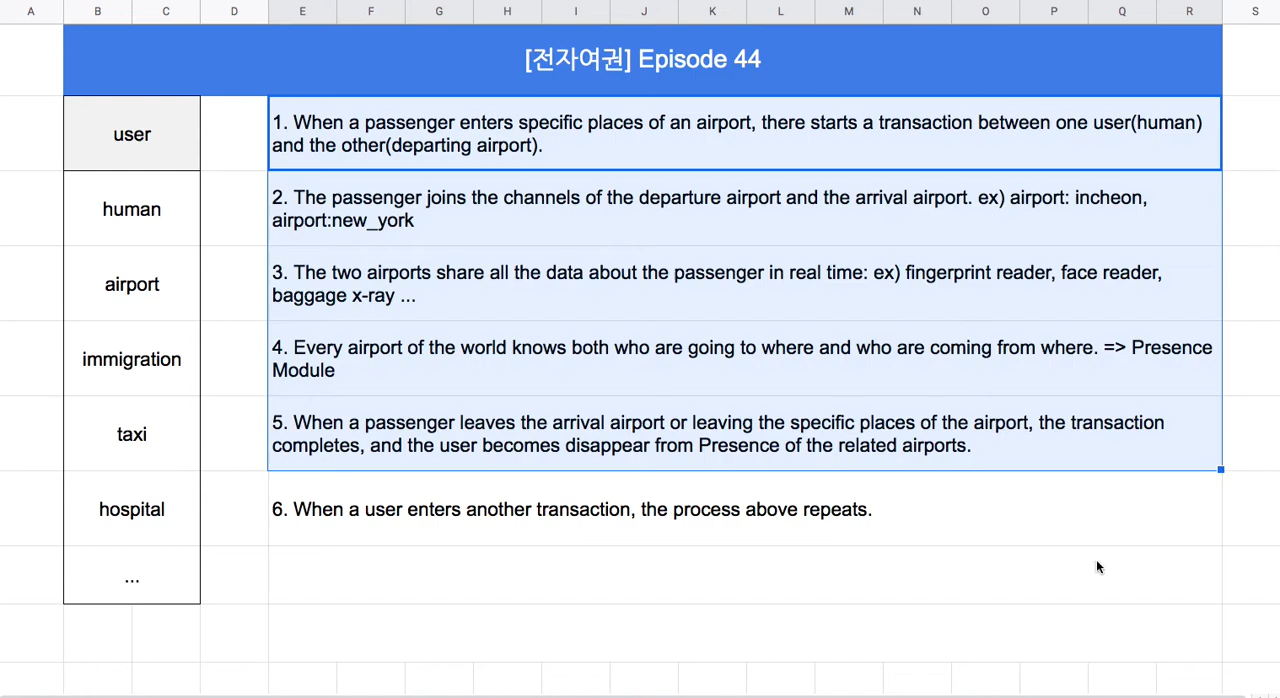 A B C D E F G H I J K L M N O P Q R S
[전자여권] Episode 44
user
1. When a passenger enters specific places of an airport, there starts a transaction between one user(human)
and the other(departing airport).
human
2. The passenger joins the channels of the departure airport and the arrival airport. ex) airport: incheon,
airport:new_york
airport
3. The two airports share all the data about the passenger in real time: ex) fingerprint reader, face reader,
baggage x-ray ...
immigration
4. Every airport of the world knows both who are going to where and who are coming from where. => Presence
Module
taxi
5. When a passenger leaves the arrival airport or leaving the specific places of the airport, the transaction
completes, and the user becomes disappear from Presence of the related airports.
hospital
6. When a user enters another transaction, the process above repeats.
...